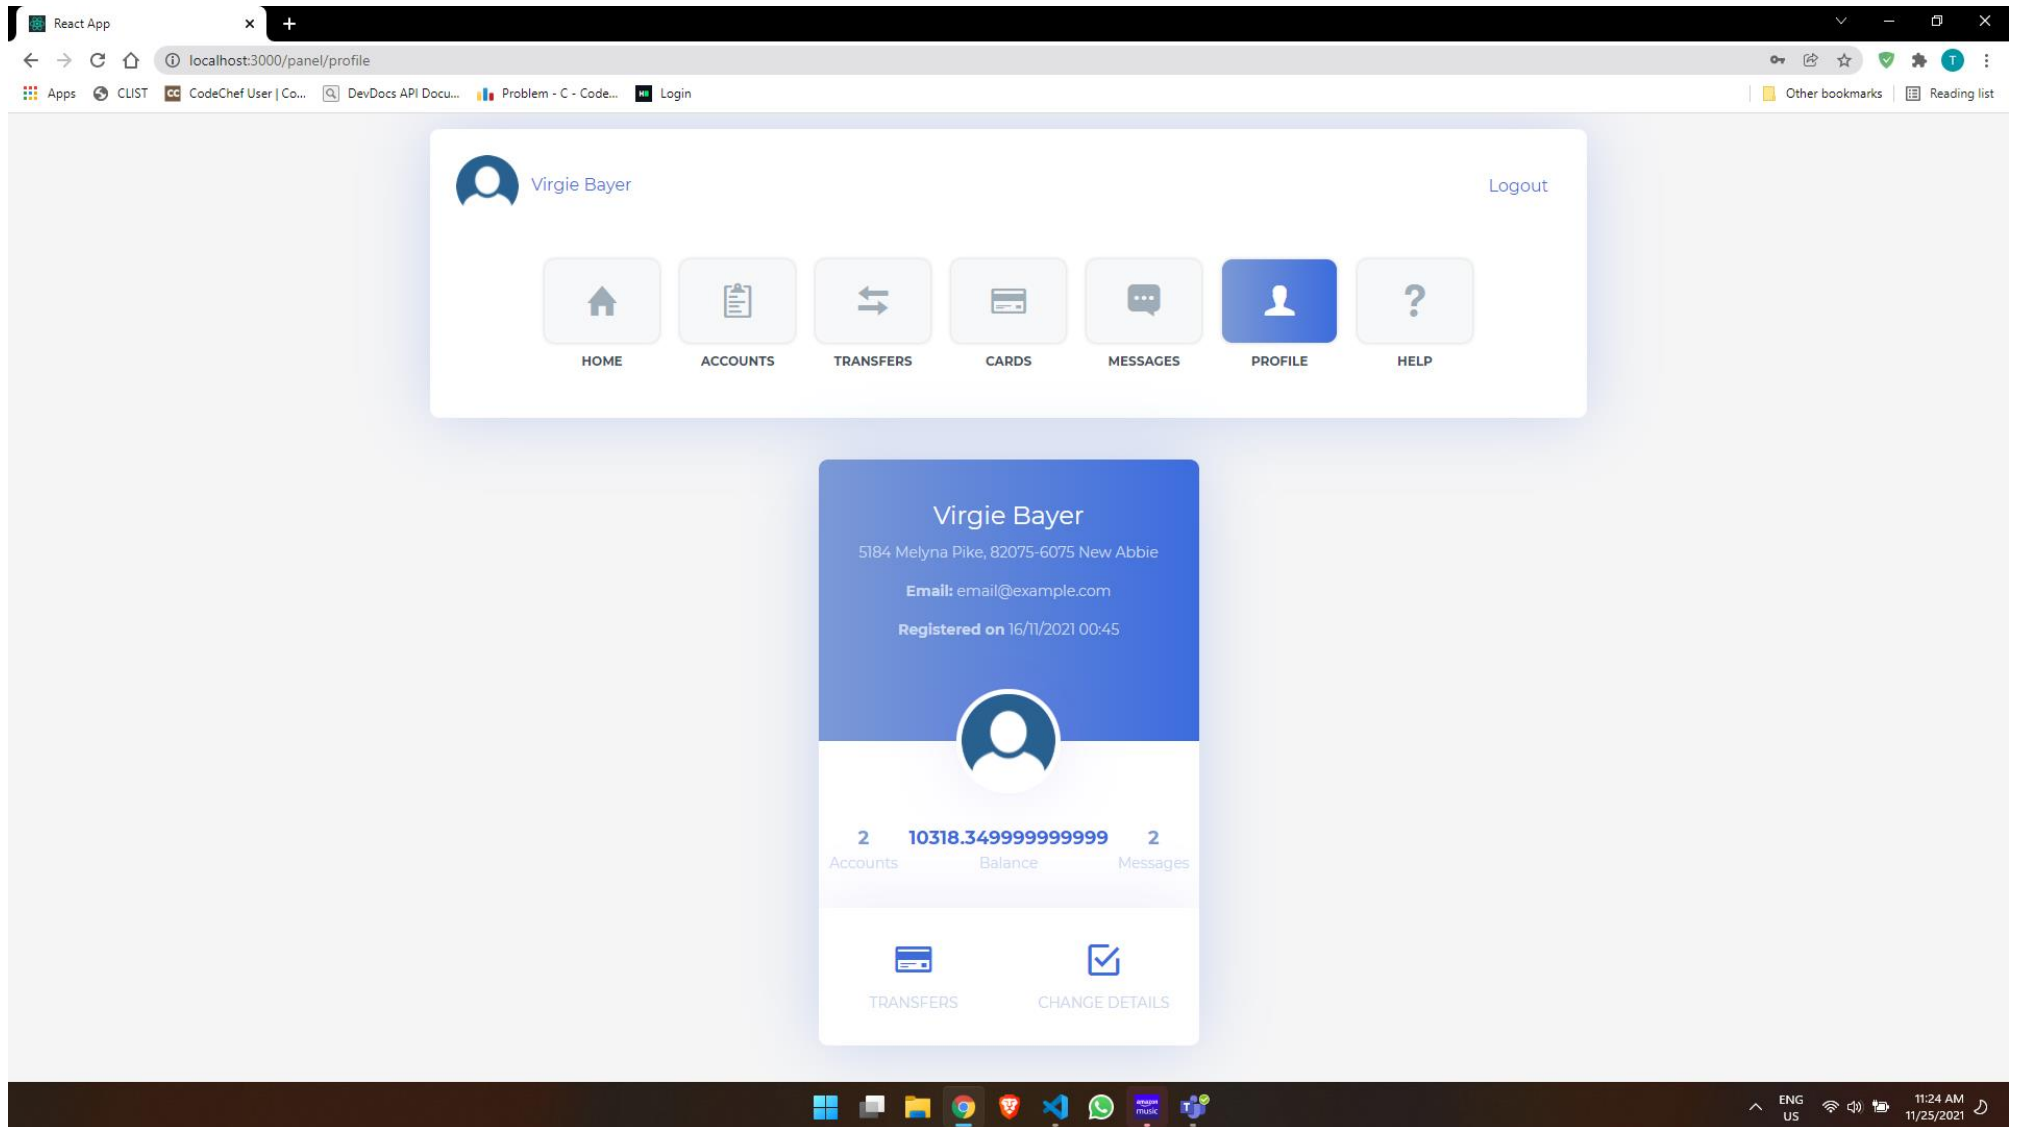 React App
localhost:3000/panel/profile
Apps CLIST CodeChef User | Co... DevDocs API Docu... Problem - C - Code... Login Other bookmarks Reading list
Virgie Bayer Logout
HOME ACCOUNTS TRANSFERS CARDS MESSAGES PROFILE HELP
Virgie Bayer
5184 Melyna Pike, 82075-6075 New Abbie
Email: email@example.com
Registered on 16/11/2021 00:45
2 10318.349999999999 2
Accounts Balance Messages
TRANSFERS CHANGE DETAILS
ENG 11:24 AM
US 11/25/2021